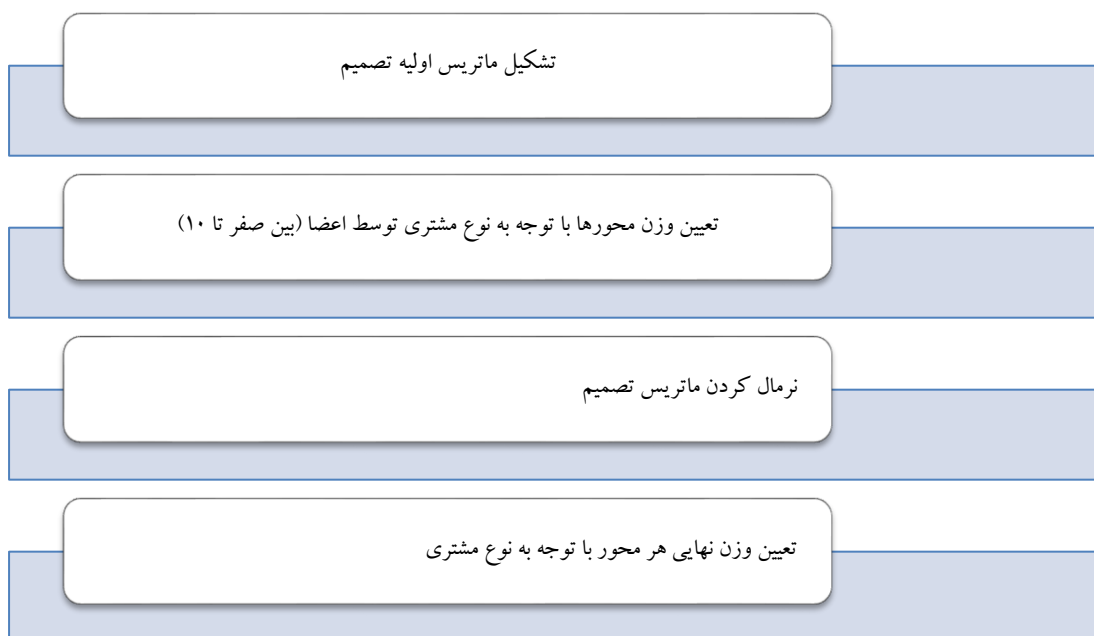 تشکیل ماتریس اولیه تصمیم
تعیین وزن محورها با توجه به نوع مشتری توسط اعضا (بین صفر تا ۱۰)
نرمال کردن ماتریس تصمیم
تعیین وزن نهایی هر محور با توجه به نوع مشتری